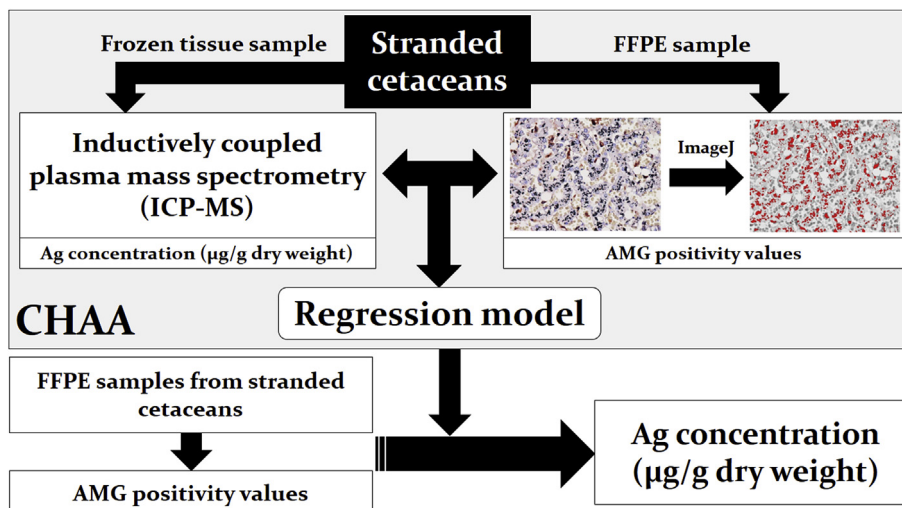 Frozen tissue sample
Stranded
cetaceans
FFPE sample
Inductively coupled
plasma mass spectrometry
(ICP-MS)
Ag concentration (μg/g dry weight)
ImageJ
AMG positivity values
CHAA
Regression model
FFPE samples from stranded
cetaceans
AMG positivity values
Ag concentration
(μg/g dry weight)